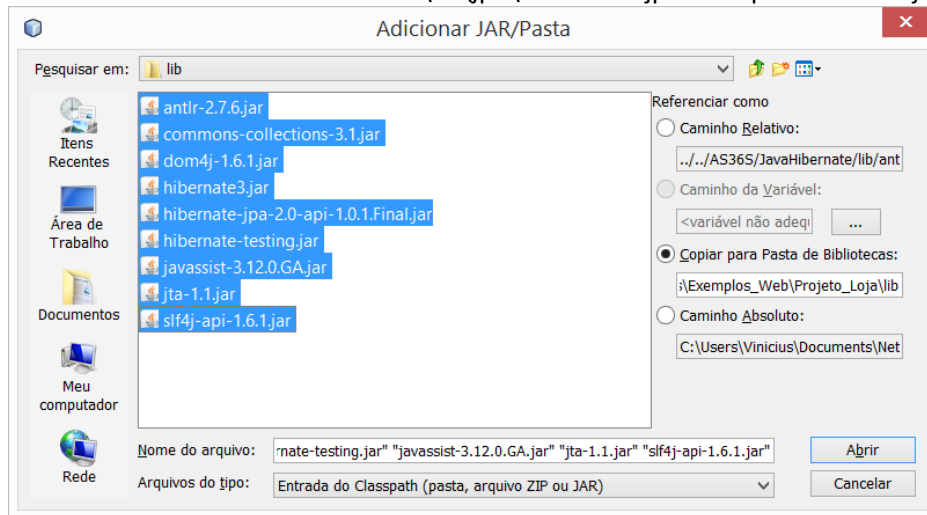 Adicionar JAR/Pasta
x
Pesquisar em:
lib
Itens
Recentes
Área de
Trabalho
Documentos
Meu
computador
Rede
antlr-2.7.6.jar
commons-collections-3.1.jar
dom4j-1.6.1.jar
hibernate3.jar
hibernate-jpa-2.0-api-1.0.1.Final.jar
hibernate-testing.jar
javassist-3.12.0.GA.jar
jta-1.1.jar
slf4j-api-1.6.1.jar
Referenciar como
Caminho Relativo:
../../AS36S/JavaHibernate/lib/ant
Caminho da Variável:
<variável não adequ
...
Copiar para Pasta de Bibliotecas:
\Exemplos_Web\Projeto_Loja\lib
Caminho Absoluto:
C:\Users\Vinicius\Documents\Net
Nome do arquivo:
rnate-testing.jar" "javassist-3.12.0.GA.jar" "jta-1.1.jar" "slf4j-api-1.6.1.jar"
Abrir
Arquivos do tipo:
Entrada do Classpath (pasta, arquivo ZIP ou JAR)
Cancelar